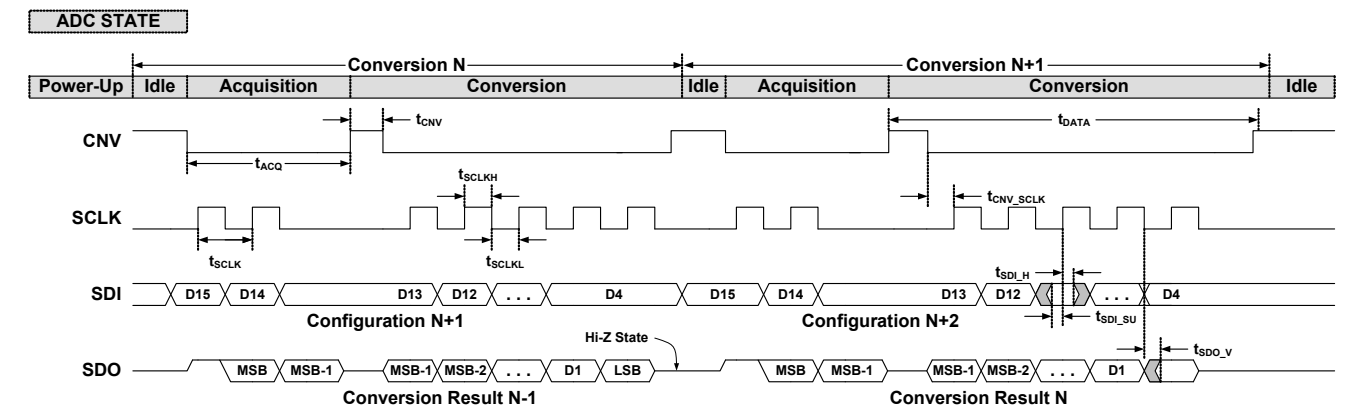 ADC STATE
Conversion N Conversion N+1
Power-Up Idle Acquisition Conversion Idle Acquisition Conversion Idle
tCNV tDATA
CNV
tACQ
tSCLKH
tCNV_SCLK
SCLK
tSCLK tSCLKL
tSDI_H
SDI D15 D14 D13 D12 . . . D4 D15 D14 D13 D12 . . . D4
Configuration N+1 Configuration N+2
tSDI_SU
Hi-Z State
tSDO_V
SDO MSB MSB-1 MSB-1 MSB-2 . . . D1 LSB MSB MSB-1 MSB-1 MSB-2 . . . D1
Conversion Result N-1 Conversion Result N